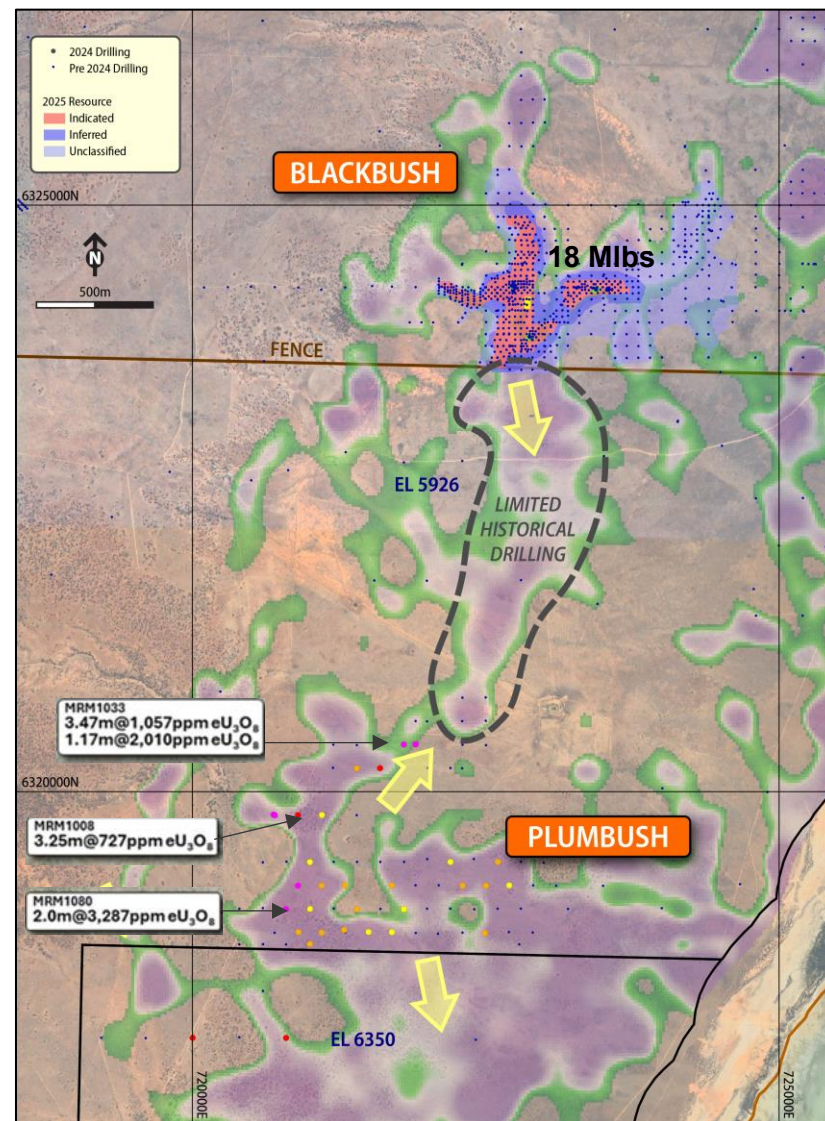 2024 Drilling
Pre 2024 Drilling
2025 Resource
Indicated
Inferred
Unclassified
BLACKBUSH
6325000N
18 Mlbs
N
500m
FENCE
EL 5926
LIMITED
HISTORICAL
DRILLING
MRM1033
3.47m@1,057ppm eU₃O₈
1.17m@2,010ppm eU₃O₈
6320000N
MRM1008
3.25m@727ppm eU₃O₈
PLUMBUSH
MRM1080
2.0m@3,287ppm eU₃O₈
EL 6350
720000E
725000E